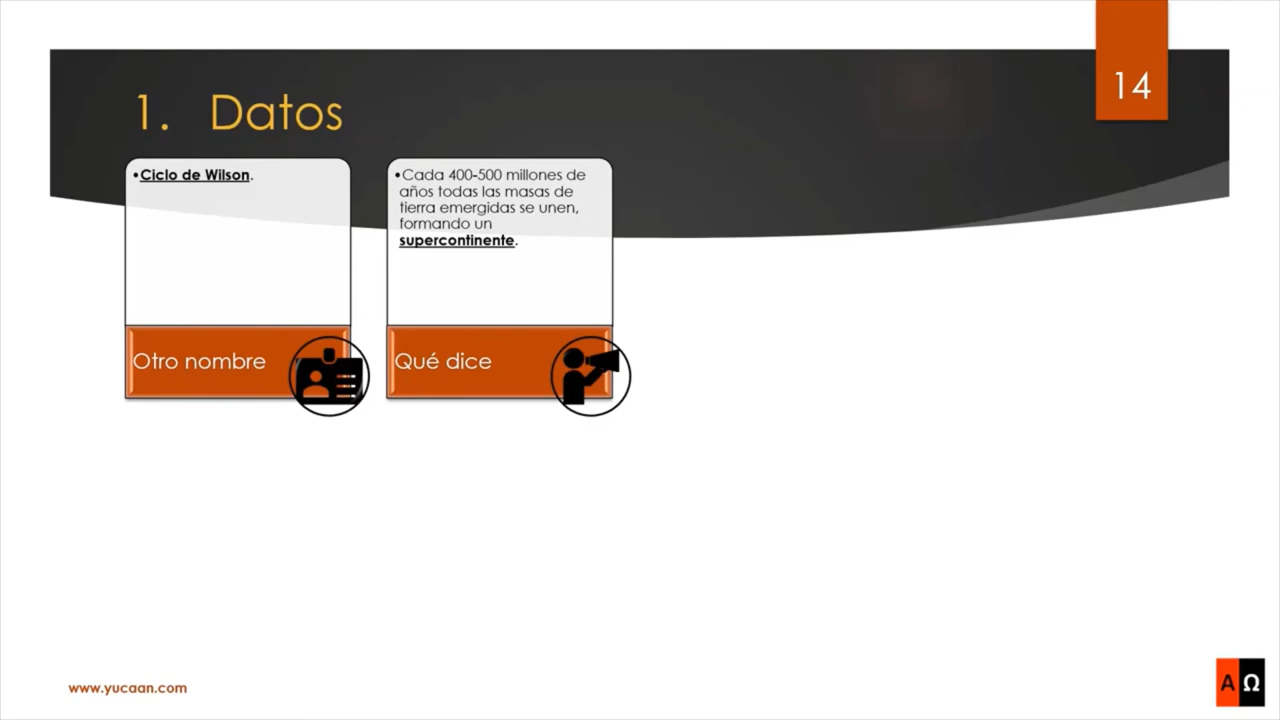 14
1. Datos
•Ciclo de Wilson.
•Cada 400-500 millones de
años todas las masas de
tierra emergidas se unen,
formando un
supercontinente.
Otro nombre
Qué dice
www.yucaan.com
AΩ